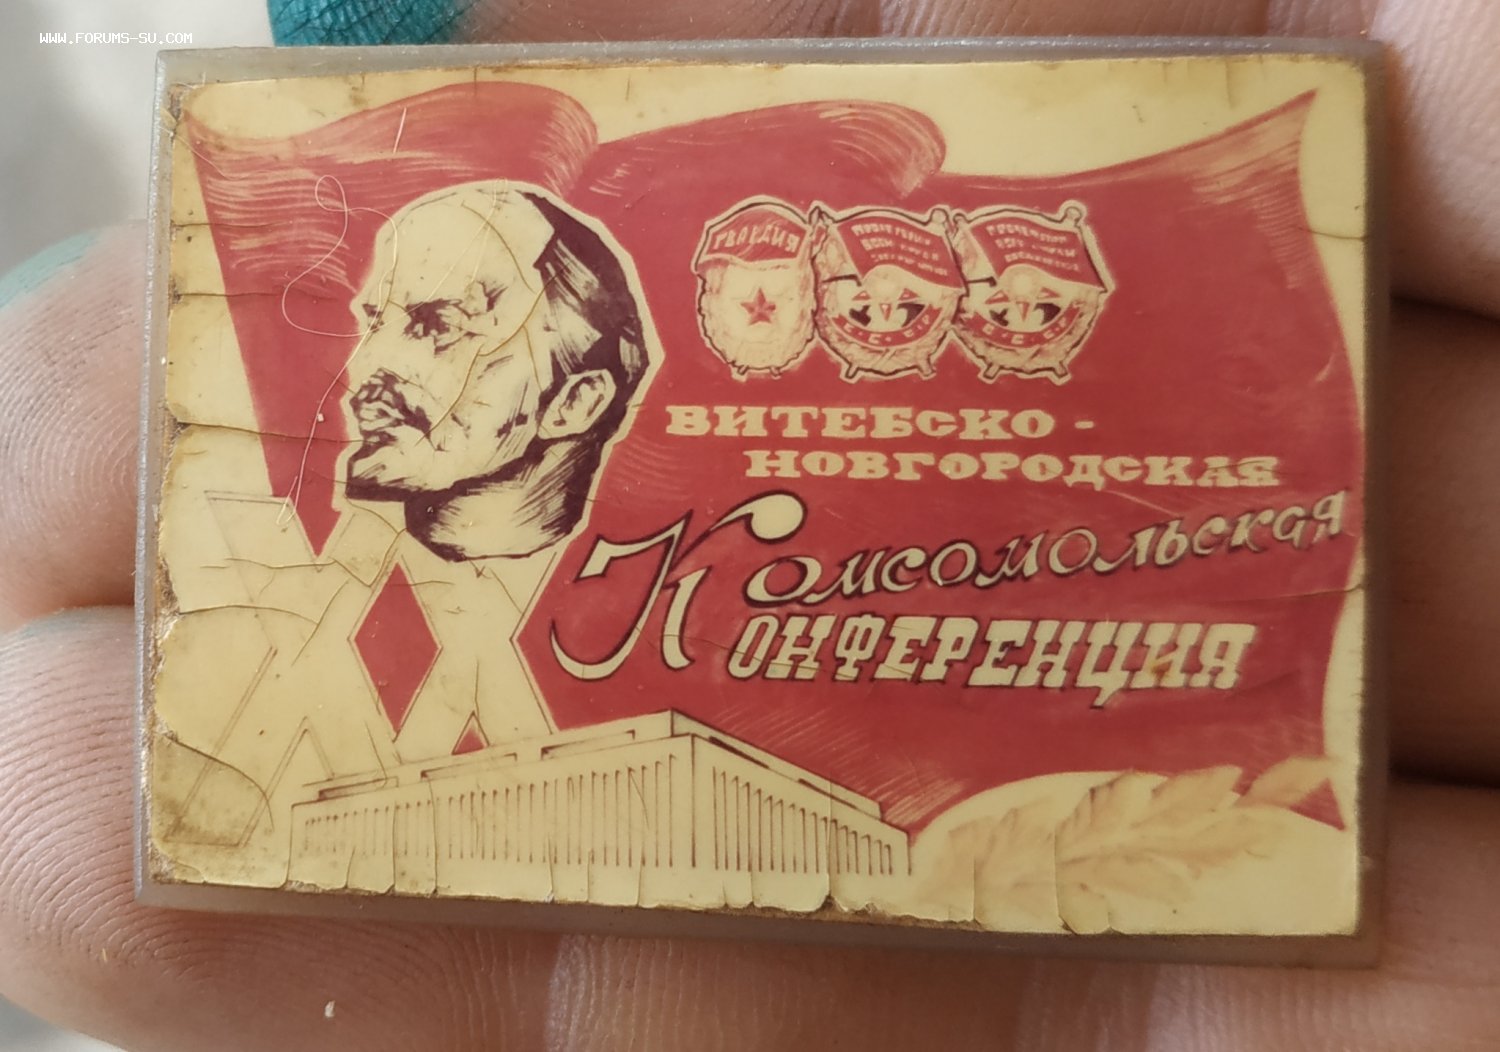 WWW.FORUMS-SU.COM
ГВАРДИЯ
ВИТЕБСКО-
НОВГОРОДСКАЯ
Комсомольская
КОНФЕРЕНЦИЯ
XX